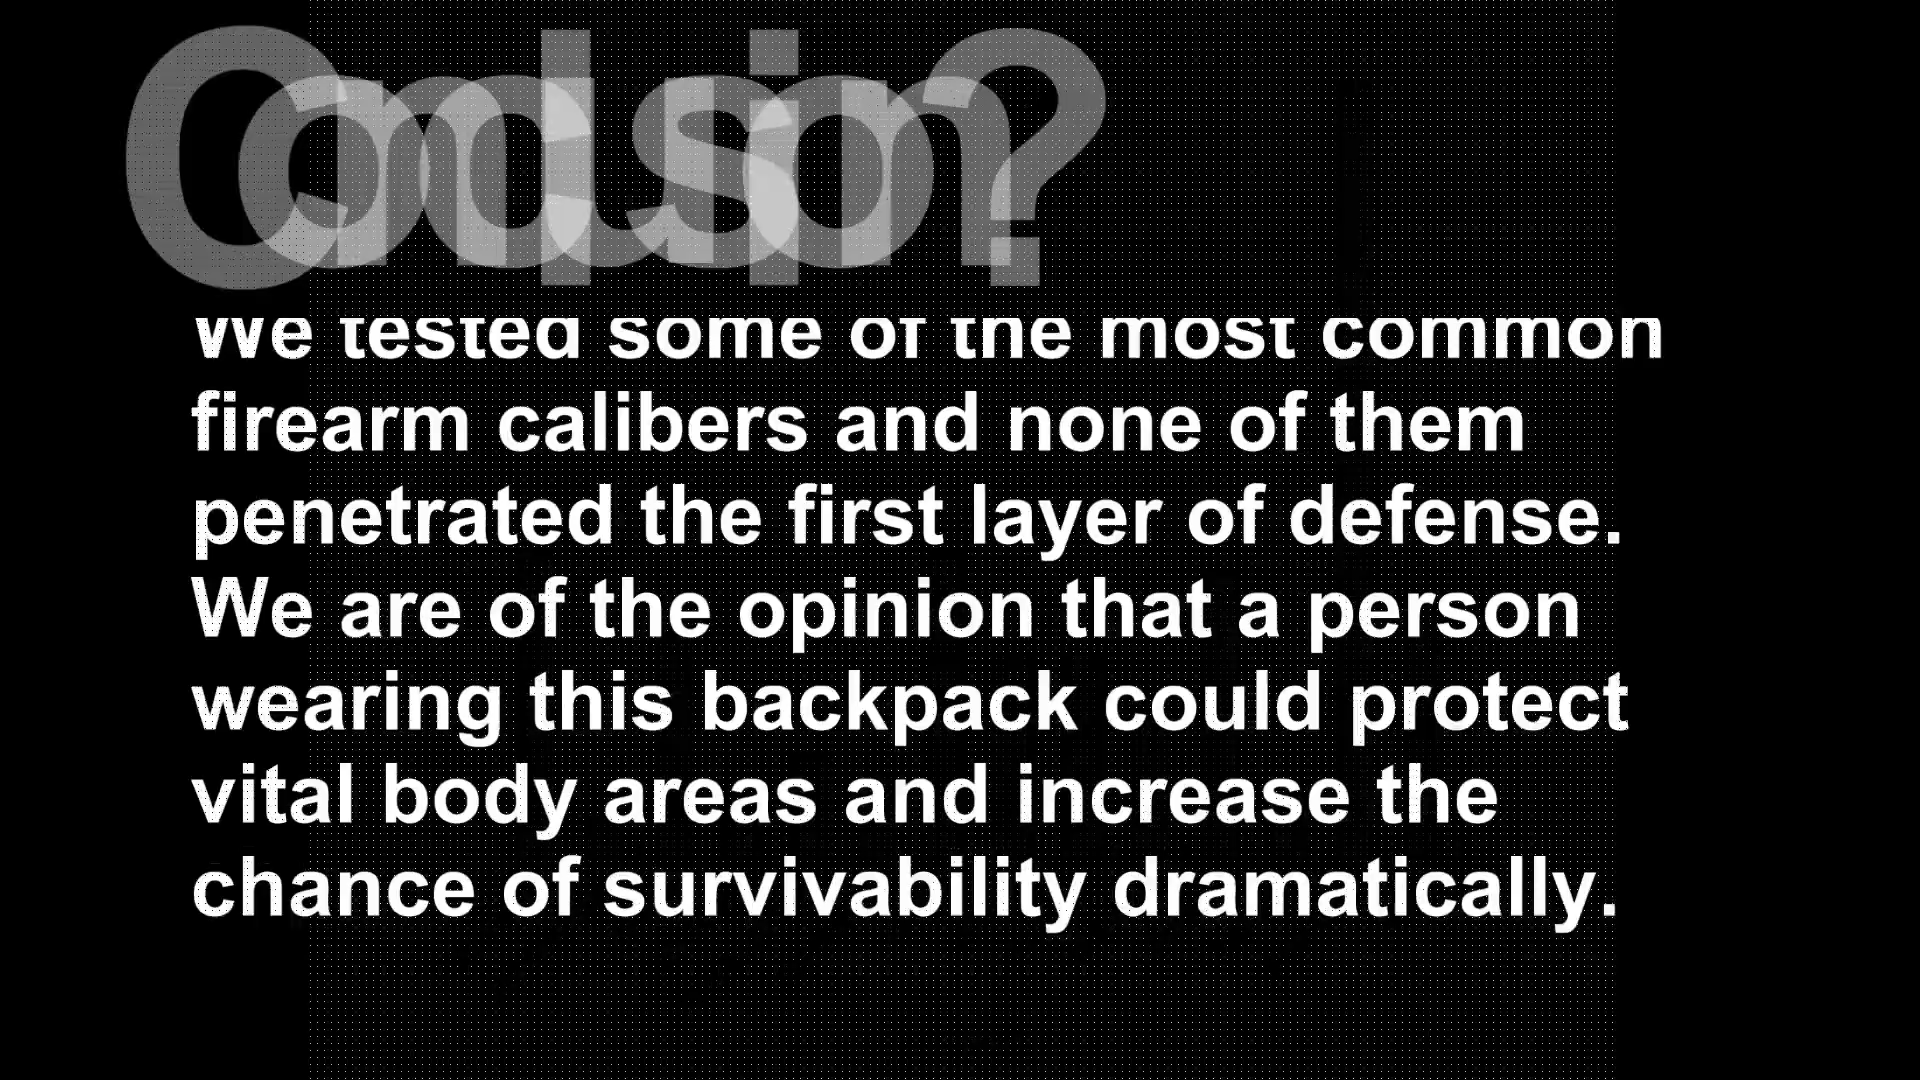 Conclusion?
We tested some of the most common
firearm calibers and none of them
penetrated the first layer of defense.
We are of the opinion that a person
wearing this backpack could protect
vital body areas and increase the
chance of survivability dramatically.